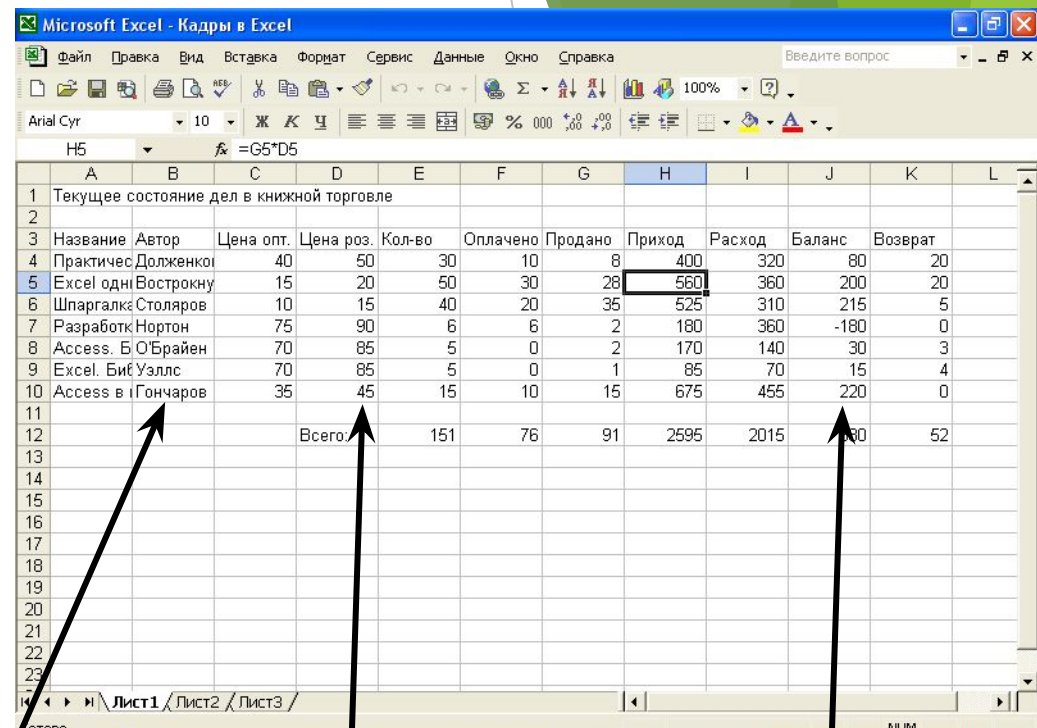 Microsoft Excel - Кадры в Excel
Файл Правка Вид Вставка Формат Сервис Данные Окно Справка Введите вопрос
100%
Arial Cyr 10 Ж К Ч % 000
H5 fx =G5*D5
A B C D E F G H I J K L
1 Текущее состояние дел в книжной торговле
2
3 Название Автор Цена опт. Цена роз. Кол-во Оплачено Продано Приход Расход Баланс Возврат
4 Практичес Долженко 40 50 30 10 8 400 320 80 20
5 Excel одн Вострокну 15 20 50 30 28 560 360 200 20
6 Шпаргалка Столяров 10 15 40 20 35 525 310 215 5
7 Разработк Нортон 75 90 6 6 2 180 360 -180 0
8 Access. Б О'Брайен 70 85 5 0 2 170 140 30 3
9 Excel. Биб Уэллс 70 85 5 0 1 85 70 15 4
10 Access в Гончаров 35 45 15 10 15 675 455 220 0
11
12 Всего: 151 76 91 2595 2015 52
13
14
15
16
17
18
19
20
21
22
23
Лист1 Лист2 Лист3